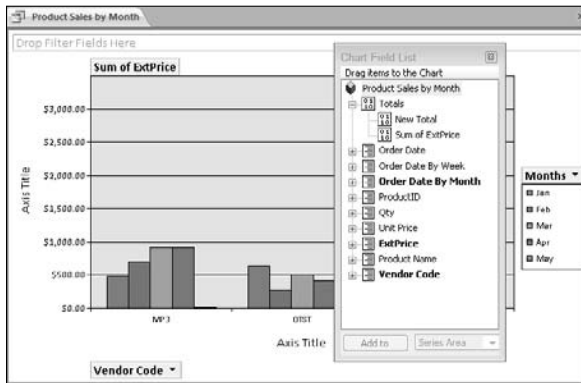 Product Sales by Month
Drop Filter Fields Here
Sum of ExtPrice
Chart Field List
Drag items to the Chart
Product Sales by Month
Totals
New Total
Sum of ExtPrice
Order Date
Order Date By Week
Order Date By Month
ProductID
Qty
Unit Price
ExtPrice
Product Name
Vendor Code
Add to
Series Area
$3,000.00
$2,500.00
$2,000.00
$1,500.00
$1,000.00
$500.00
$0.00
Axis Title
MP3
OTST
Axis Title
Vendor Code
Months
Jan
Feb
Mar
Apr
May